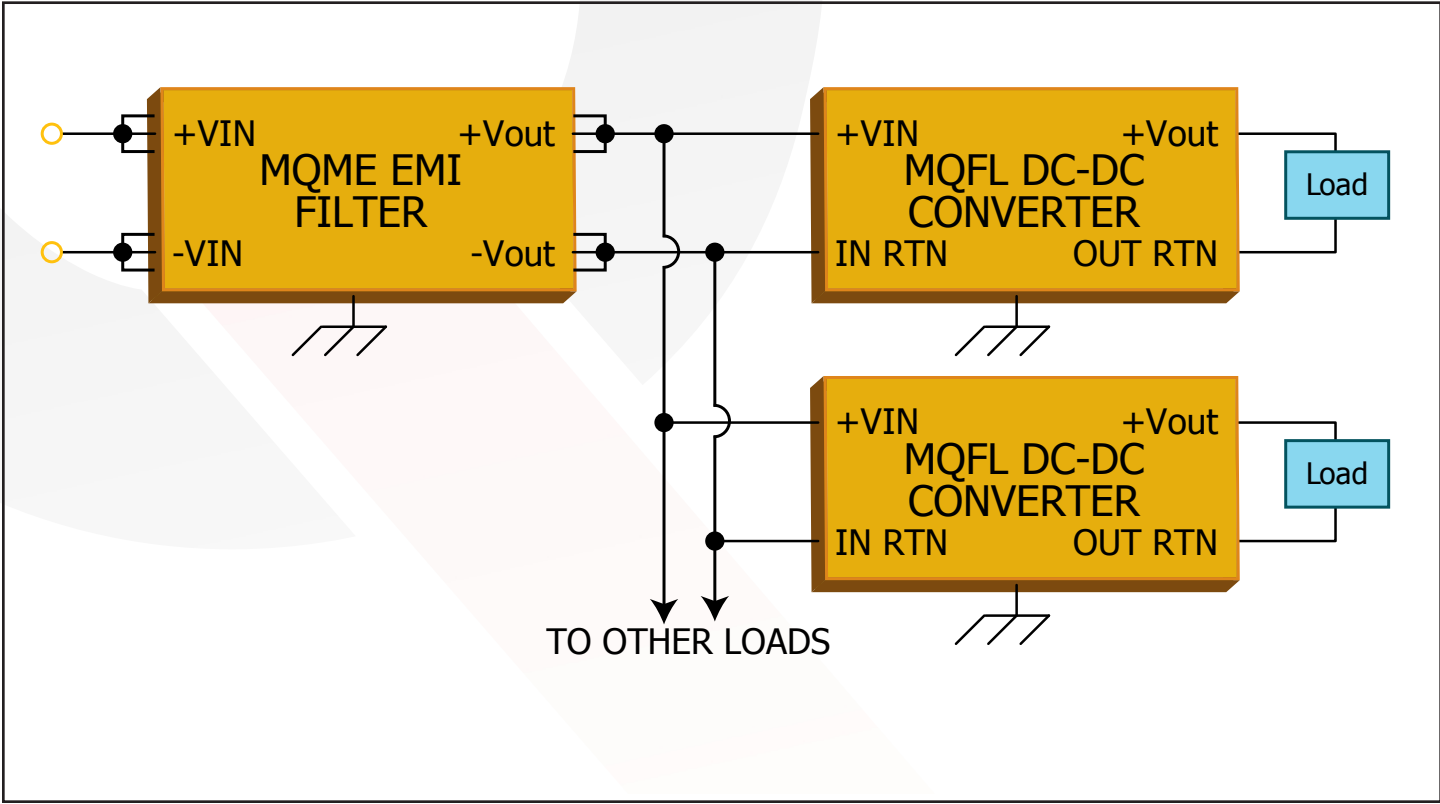 +VIN
+Vout
MQME EMI
FILTER
-VIN
-Vout
+VIN
+Vout
MQFL DC-DC
CONVERTER
IN RTN
OUT RTN
Load
+VIN
+Vout
MQFL DC-DC
CONVERTER
IN RTN
OUT RTN
Load
TO OTHER LOADS